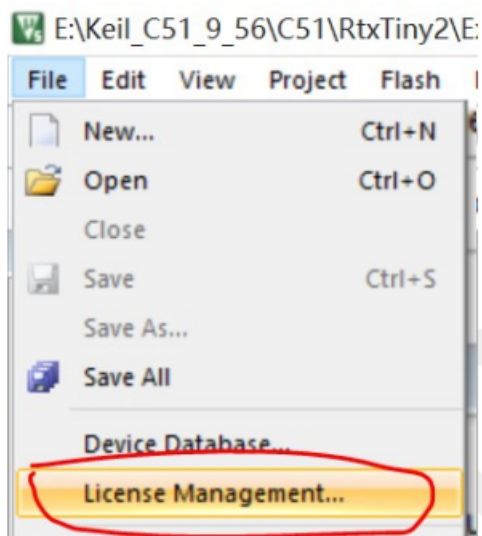 E:\Keil_C51_9_56\C51\RtxTiny2\E
File Edit View Project Flash
New... Ctrl+N
Open Ctrl+O
Close
Save Ctrl+S
Save As...
Save All
Device Database...
License Management...